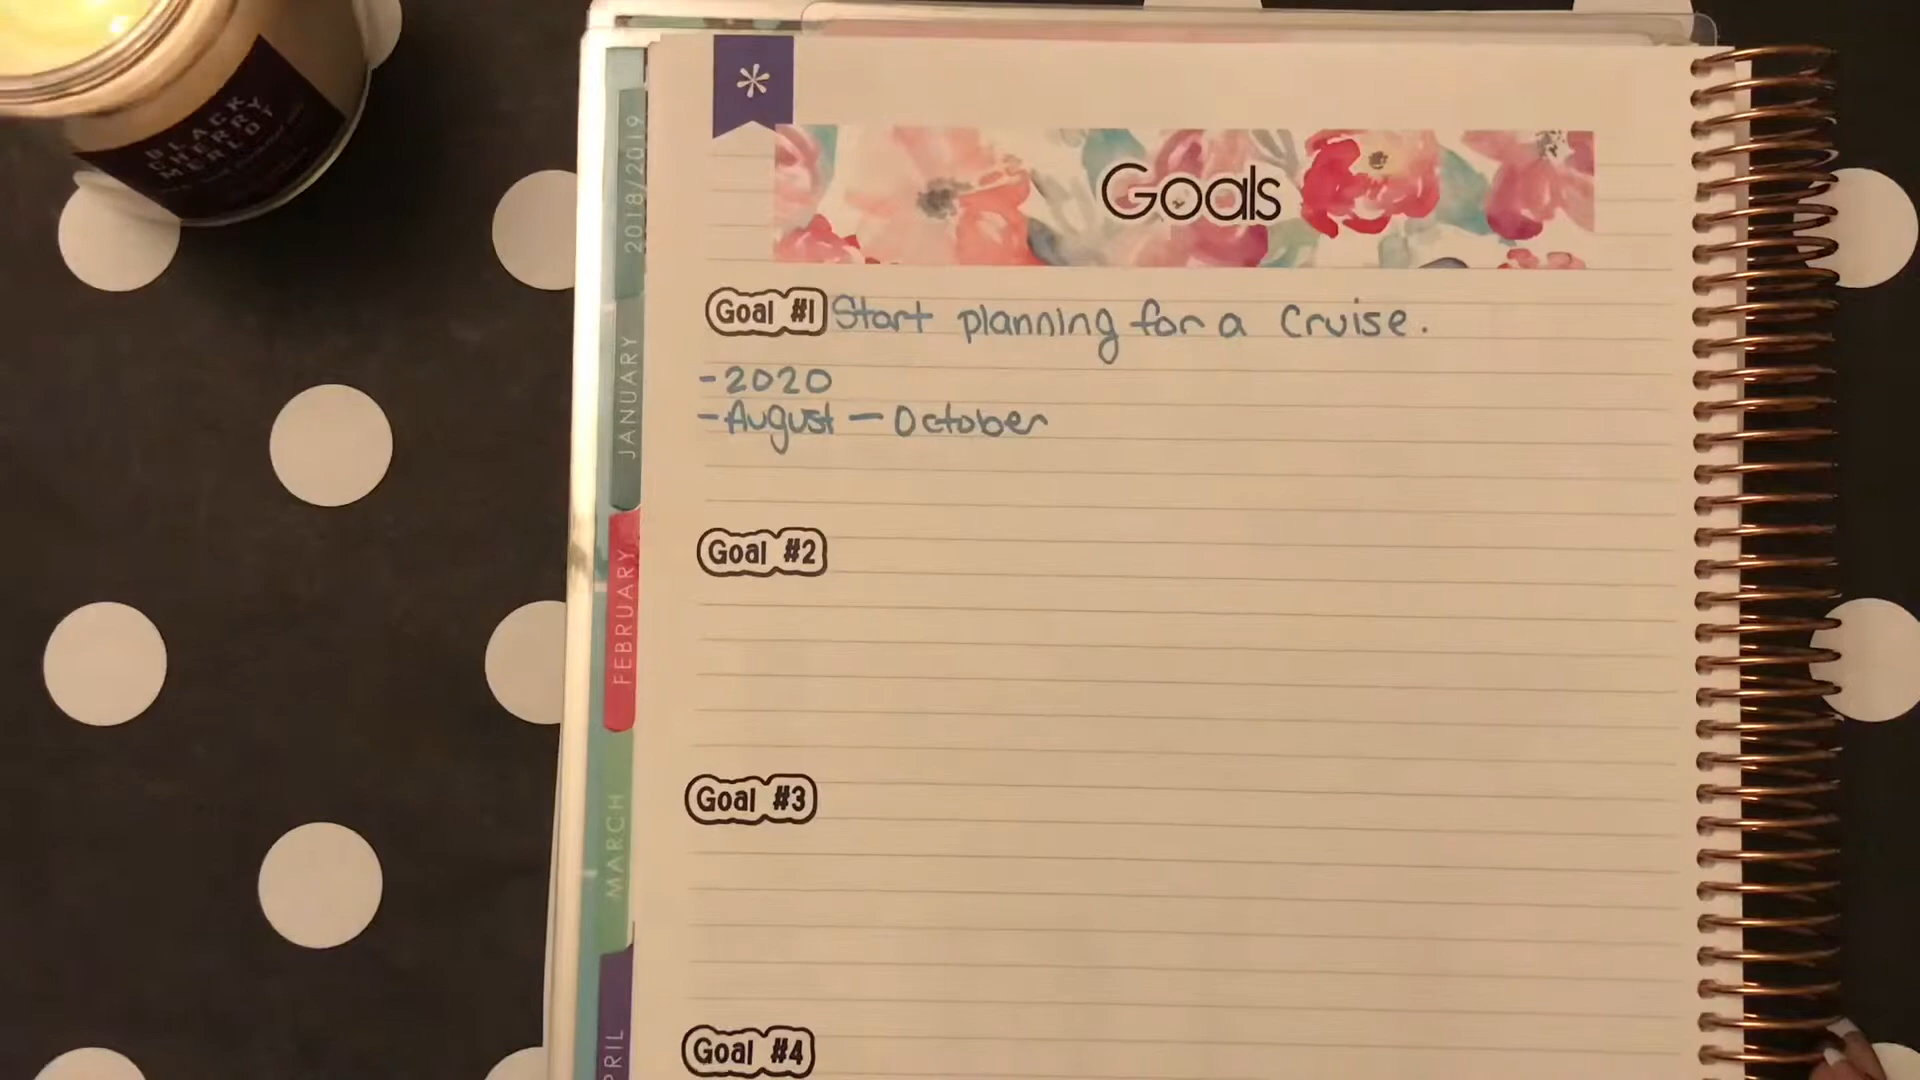 BLACK
CHERRY
MERLOT
*
Goals
2018/2019
JANUARY
FEBRUARY
MARCH
PRIL
Goal #1 Start planning for a Cruise.
-2020
-August - October
Goal #2
Goal #3
Goal #4